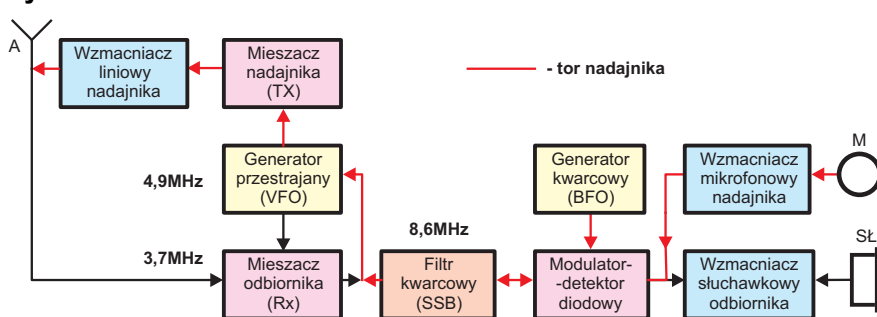 A
Wzmacniacz
liniowy
nadajnika
Mieszacz
nadajnika
(TX)
- tor nadajnika
4,9MHz
Generator
przestrajany
(VFO)
Generator
kwarcowy
(BFO)
Wzmacniacz
mikrofonowy
nadajnika
M
3,7MHz
8,6MHz
Mieszacz
odbiornika
(Rx)
Filtr
kwarcowy
(SSB)
Modulator-
-detektor
diodowy
Wzmacniacz
słuchawkowy
odbiornika
SŁ